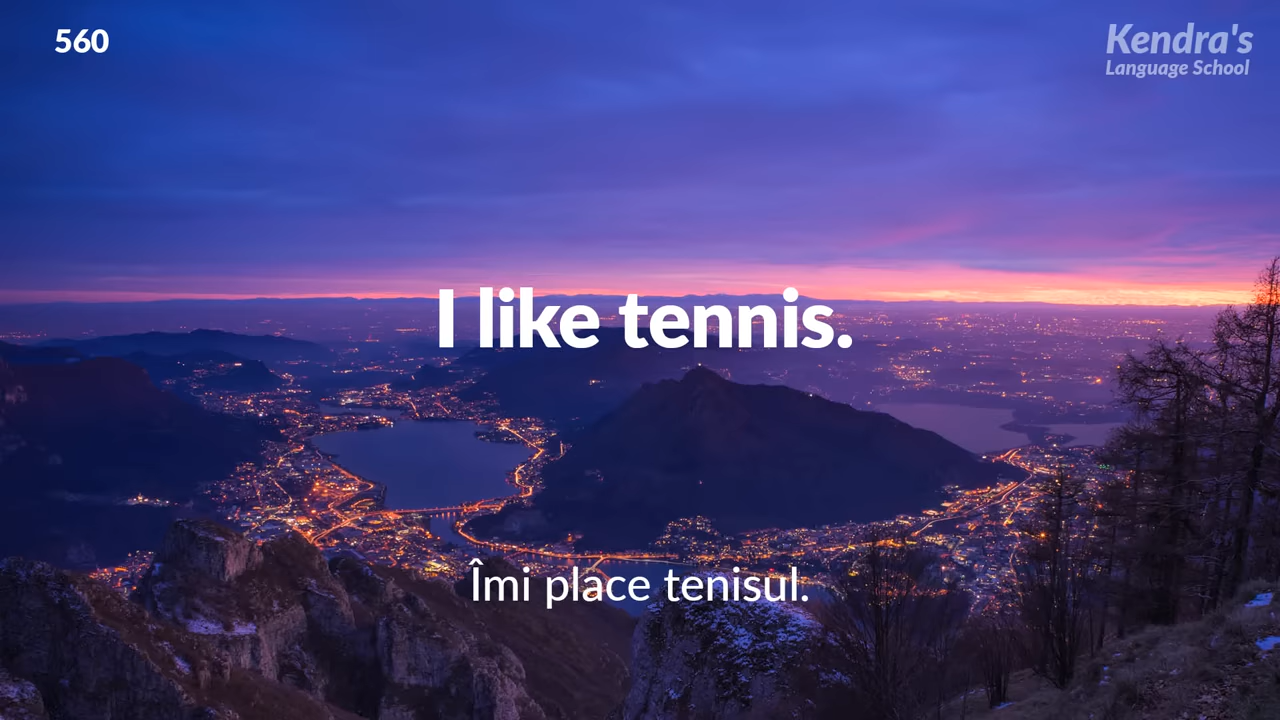 560
Kendra's
Language School
I like tennis.
Îmi place tenisul.